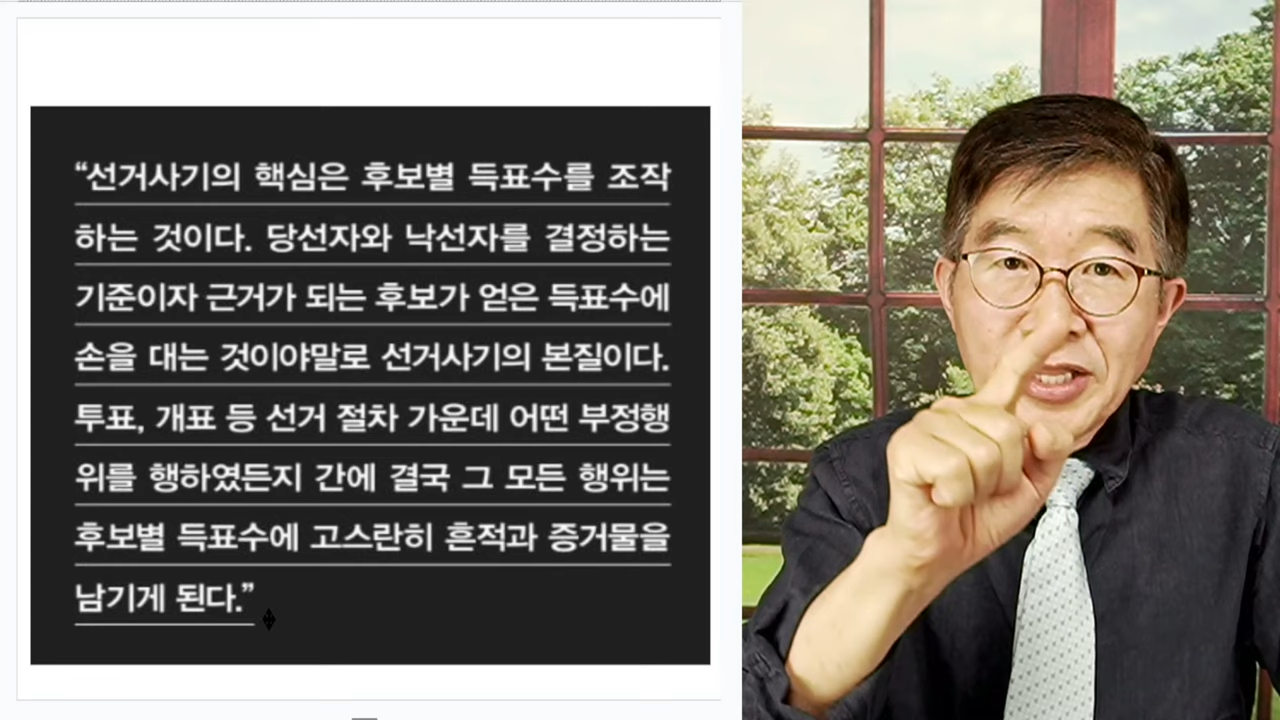 “선거사기의 핵심은 후보별 득표수를 조작
하는 것이다. 당선자와 낙선자를 결정하는
기준이자 근거가 되는 후보가 얻은 득표수에
손을 대는 것이야말로 선거사기의 본질이다.
투표, 개표 등 선거 절차 가운데 어떤 부정행
위를 행하였든지 간에 결국 그 모든 행위는
후보별 득표수에 고스란히 흔적과 증거물을
남기게 된다.”